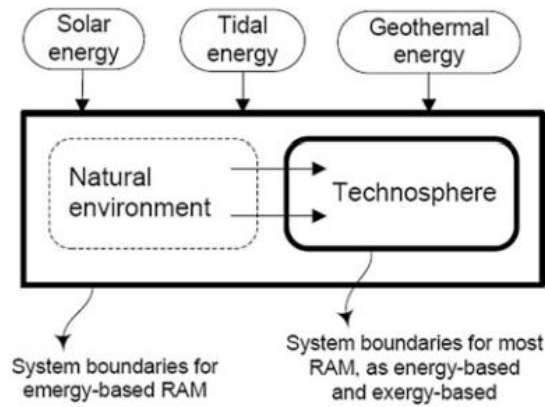 Solar
energy
Tidal
energy
Geothermal
energy
Natural
environment
Technosphere
System boundaries for
emergy-based RAM
System boundaries for most
RAM, as energy-based
and exergy-based